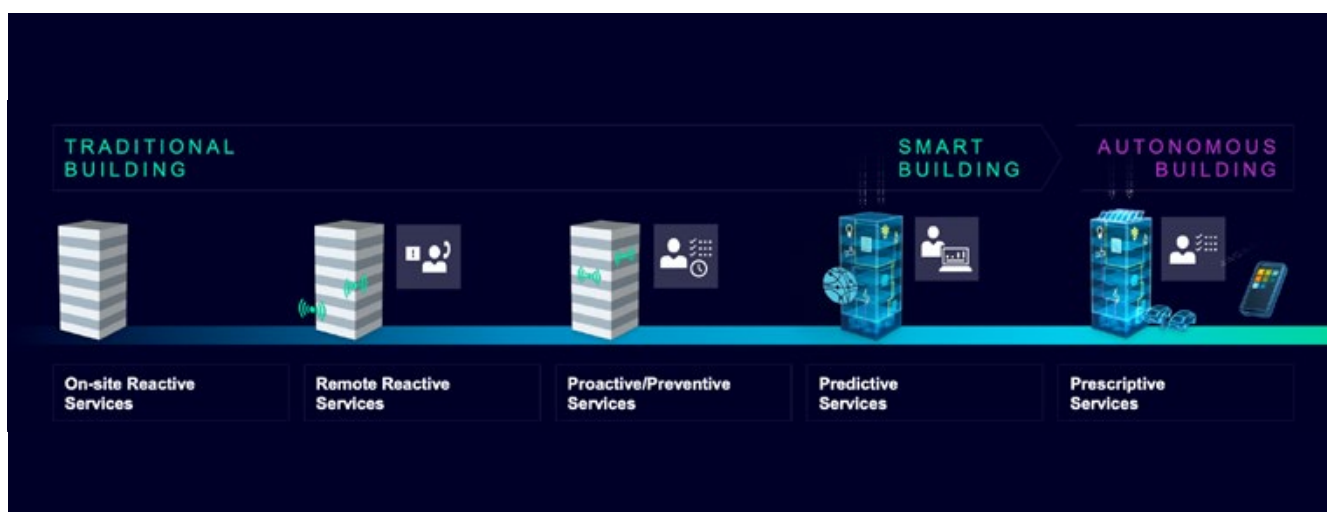 TRADITIONAL
BUILDING
SMART
BUILDING
AUTONOMOUS
BUILDING
On-site Reactive
Services
Remote Reactive
Services
Proactive/Preventive
Services
Predictive
Services
Prescriptive
Services